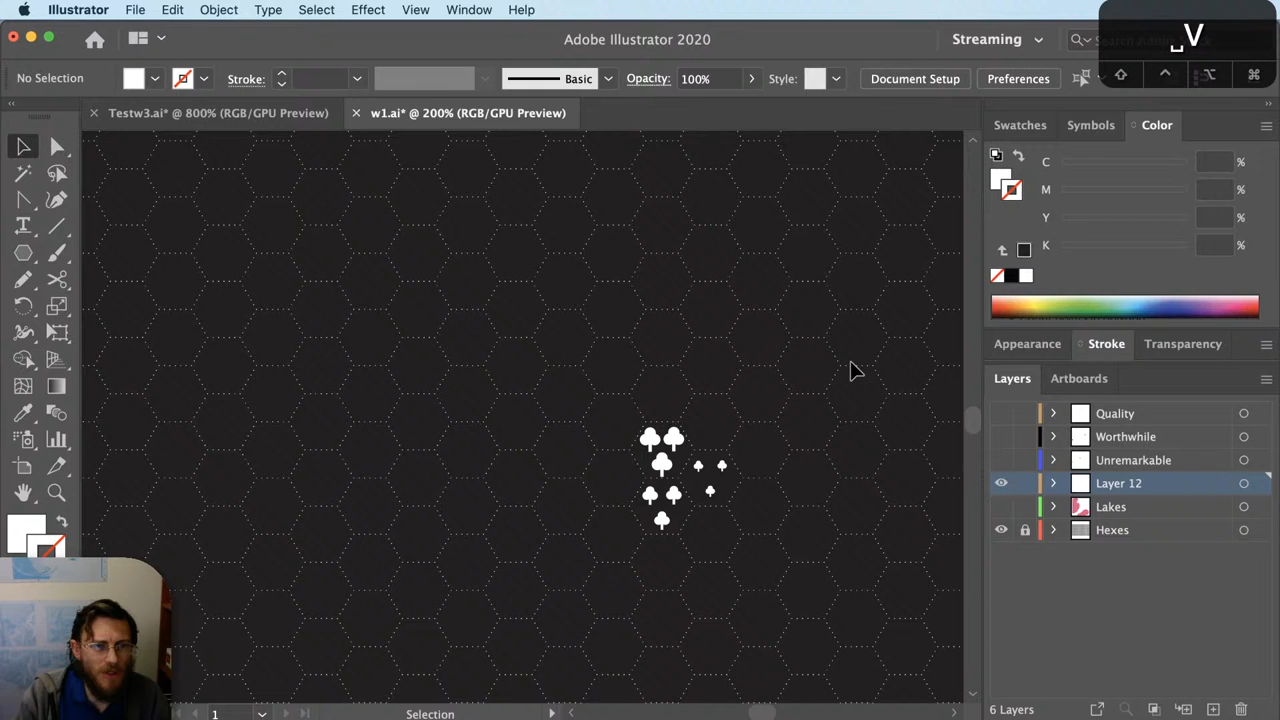 Illustrator File Edit Object Type Select Effect View Window Help
␣V
Adobe Illustrator 2020
Streaming
No Selection
Stroke:
Basic
Opacity: 100%
Style:
Document Setup
Preferences
Testw3.ai* @ 800% (RGB/GPU Preview)
w1.ai* @ 200% (RGB/GPU Preview)
Swatches Symbols Color
C %
M %
Y %
K %
Appearance Stroke Transparency
Layers Artboards
Quality
Worthwhile
Unremarkable
Layer 12
Lakes
Hexes
1
Selection
6 Layers